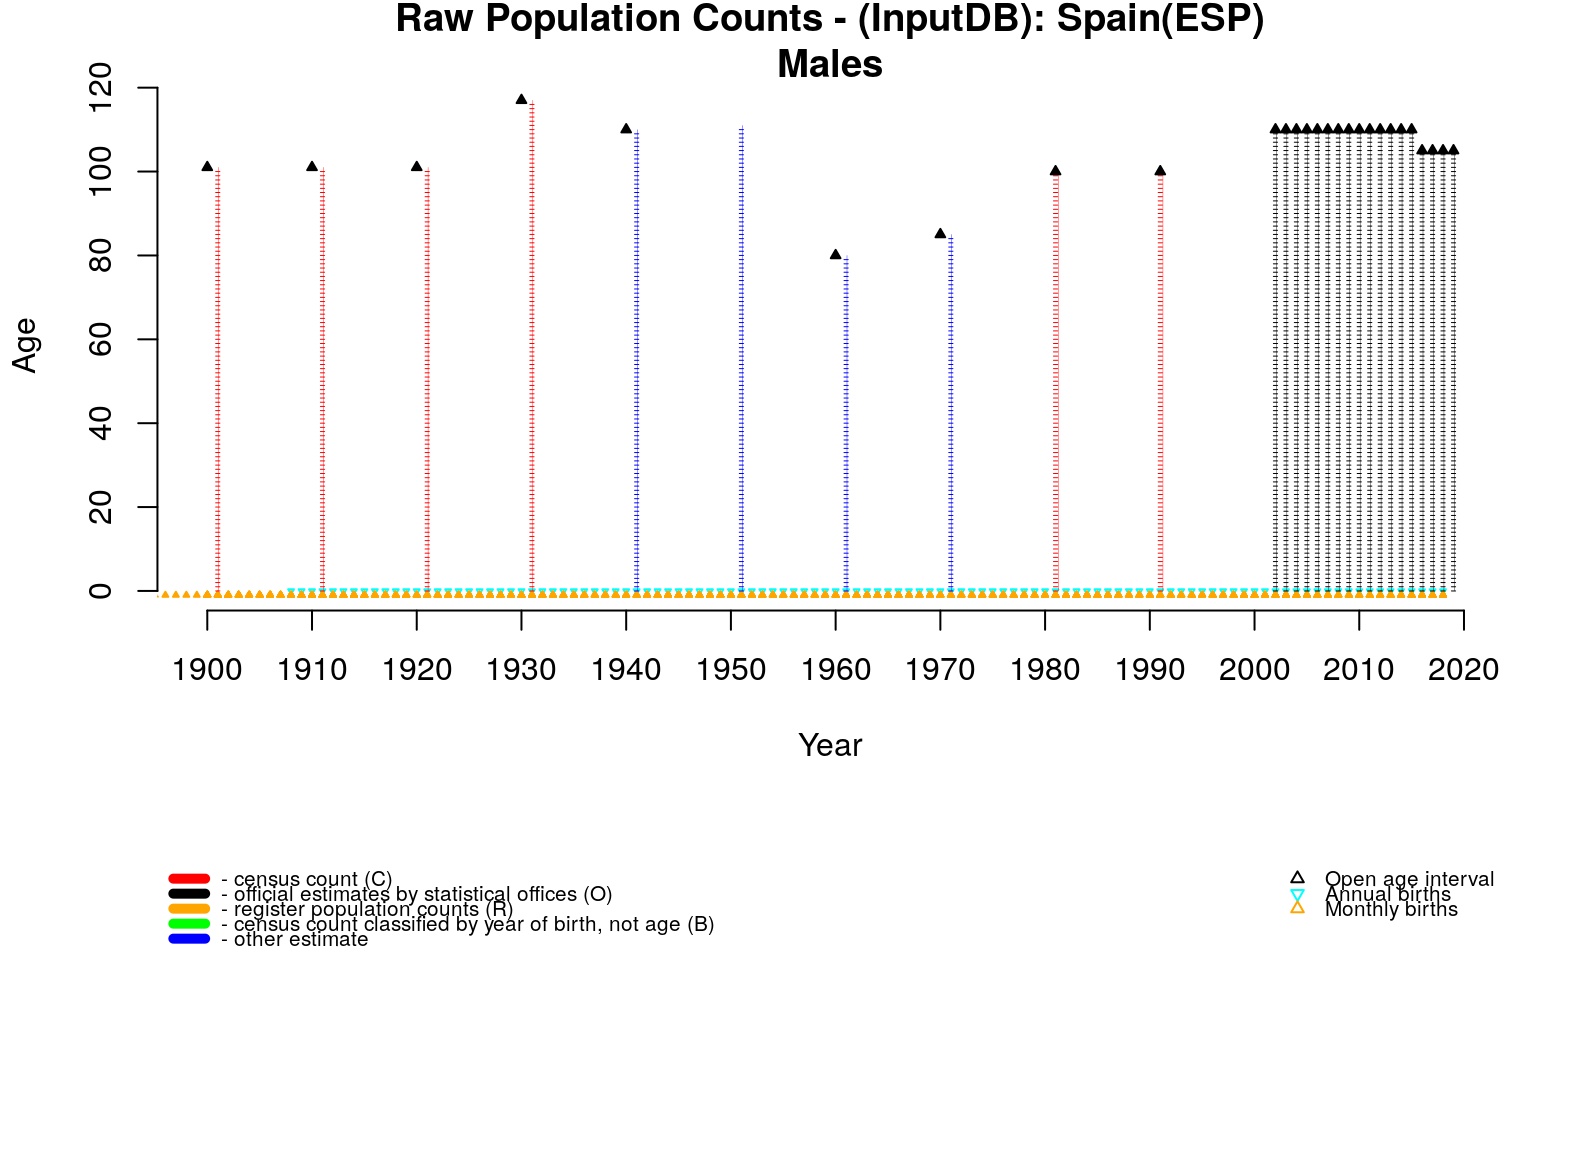 Raw Population Counts - (InputDB): Spain(ESP)
Males
120
100
80
60
40
20
0
Age
1900 1910 1920 1930 1940 1950 1960 1970 1980 1990 2000 2010 2020
Year
- census count (C)
- official estimates by statistical offices (O)
- register population counts (R)
- census count classified by year of birth, not age (B)
- other estimate
Open age interval
Annual births
Monthly births